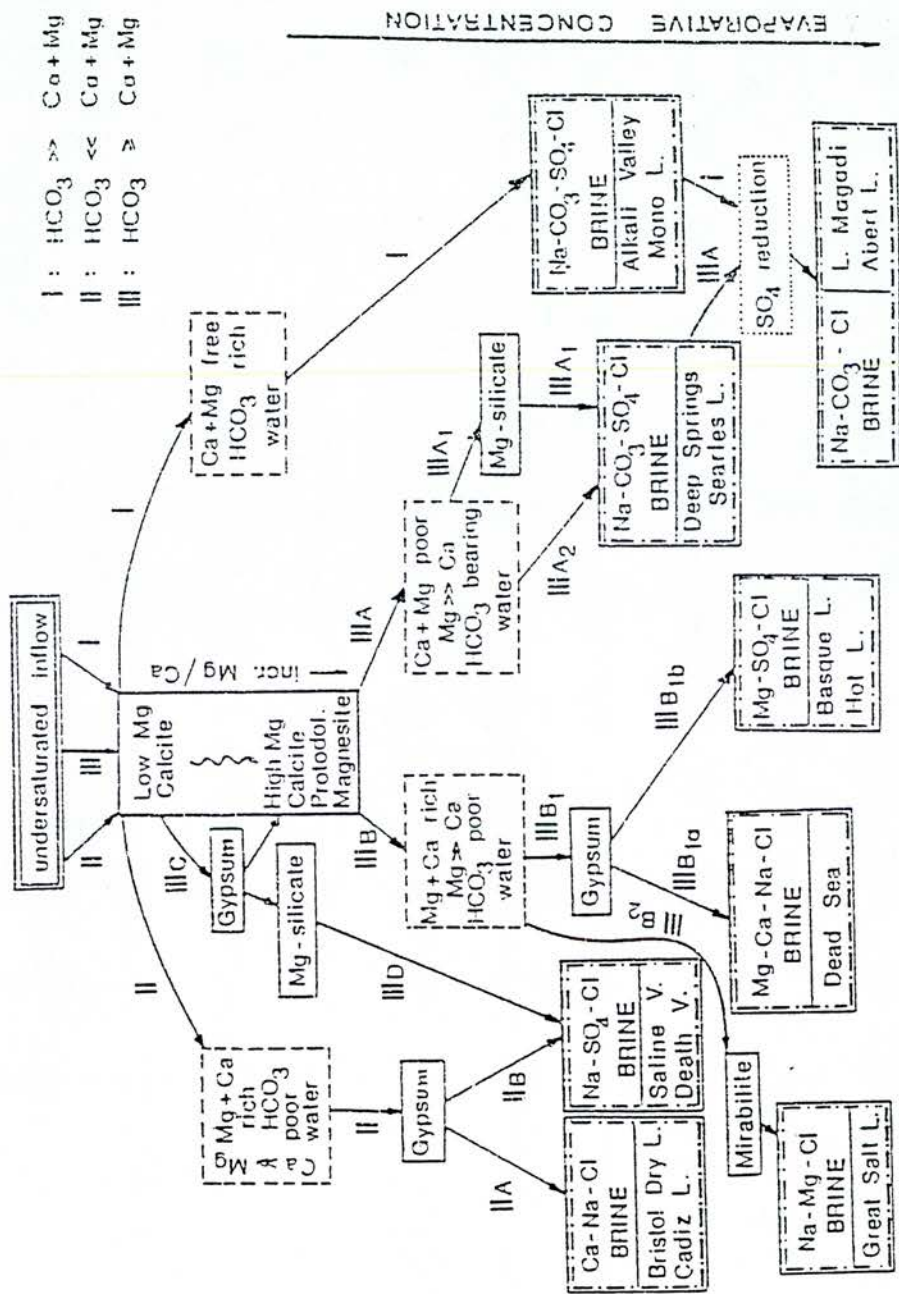 I : HCO3 >> Ca+Mg
II : HCO3 << Ca+Mg
III : HCO3 ≥ Ca+Mg
EVAPORATIVE CONCENTRATION
undersaturated inflow
II
III
I
Low Mg
Calcite
High Mg
Calcite
Protodol.
Magnesite
incr. Mg/Ca
I
Ca+Mg free
HCO3 rich
water
I
Na-CO3-SO4-Cl
BRINE
Alkali Valley
Mono L.
I
IIIA
Ca+Mg poor
Mg>>Ca
HCO3 bearing
water
IIIA1
Mg-silicate
IIIA1
IIIA2
Na-CO3-SO4-Cl
BRINE
Deep Springs
Searles L.
IIIA
SO4 reduction
Na-CO3-Cl
BRINE
L. Magadi
Abert L.
IIIB
Mg+Ca rich
Mg>Ca
HCO3 poor
water
IIIB1
Gypsum
IIIB1b
Mg-SO4-Cl
BRINE
Basque L.
Hot L.
IIIB1a
Mg-Ca-Na-Cl
BRINE
Dead Sea
IIIB2
Mirabilite
Na-Mg-Cl
BRINE
Great Salt L.
IIIC
Gypsum
Mg-silicate
IIID
II
Mg+Ca
rich
HCO3
poor
water
Mg
Ca
II
Gypsum
IIA
Ca-Na-Cl
BRINE
Bristol Dry L.
Cadiz L.
IIB
Na-SO4-Cl
BRINE
Saline V.
Death V.